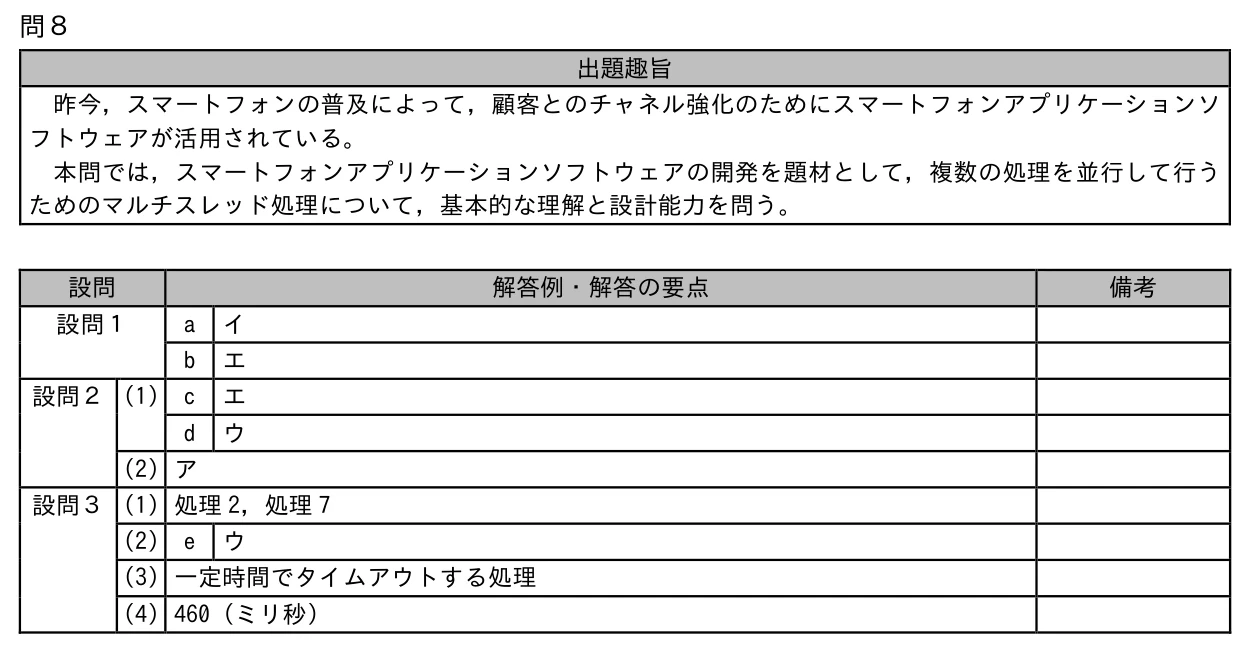 問８
出題趣旨
昨今，スマートフォンの普及によって，顧客とのチャネル強化のためにスマートフォンアプリケーションソ
フトウェアが活用されている。
本問では，スマートフォンアプリケーションソフトウェアの開発を題材として，複数の処理を並行して行う
ためのマルチスレッド処理について，基本的な理解と設計能力を問う。
設問 解答例・解答の要点 備考
設問１ a イ
b エ
設問２ (1) c エ
d ウ
(2) ア
設問３ (1) 処理 2，処理 7
(2) e ウ
(3) 一定時間でタイムアウトする処理
(4) 460（ミリ秒）